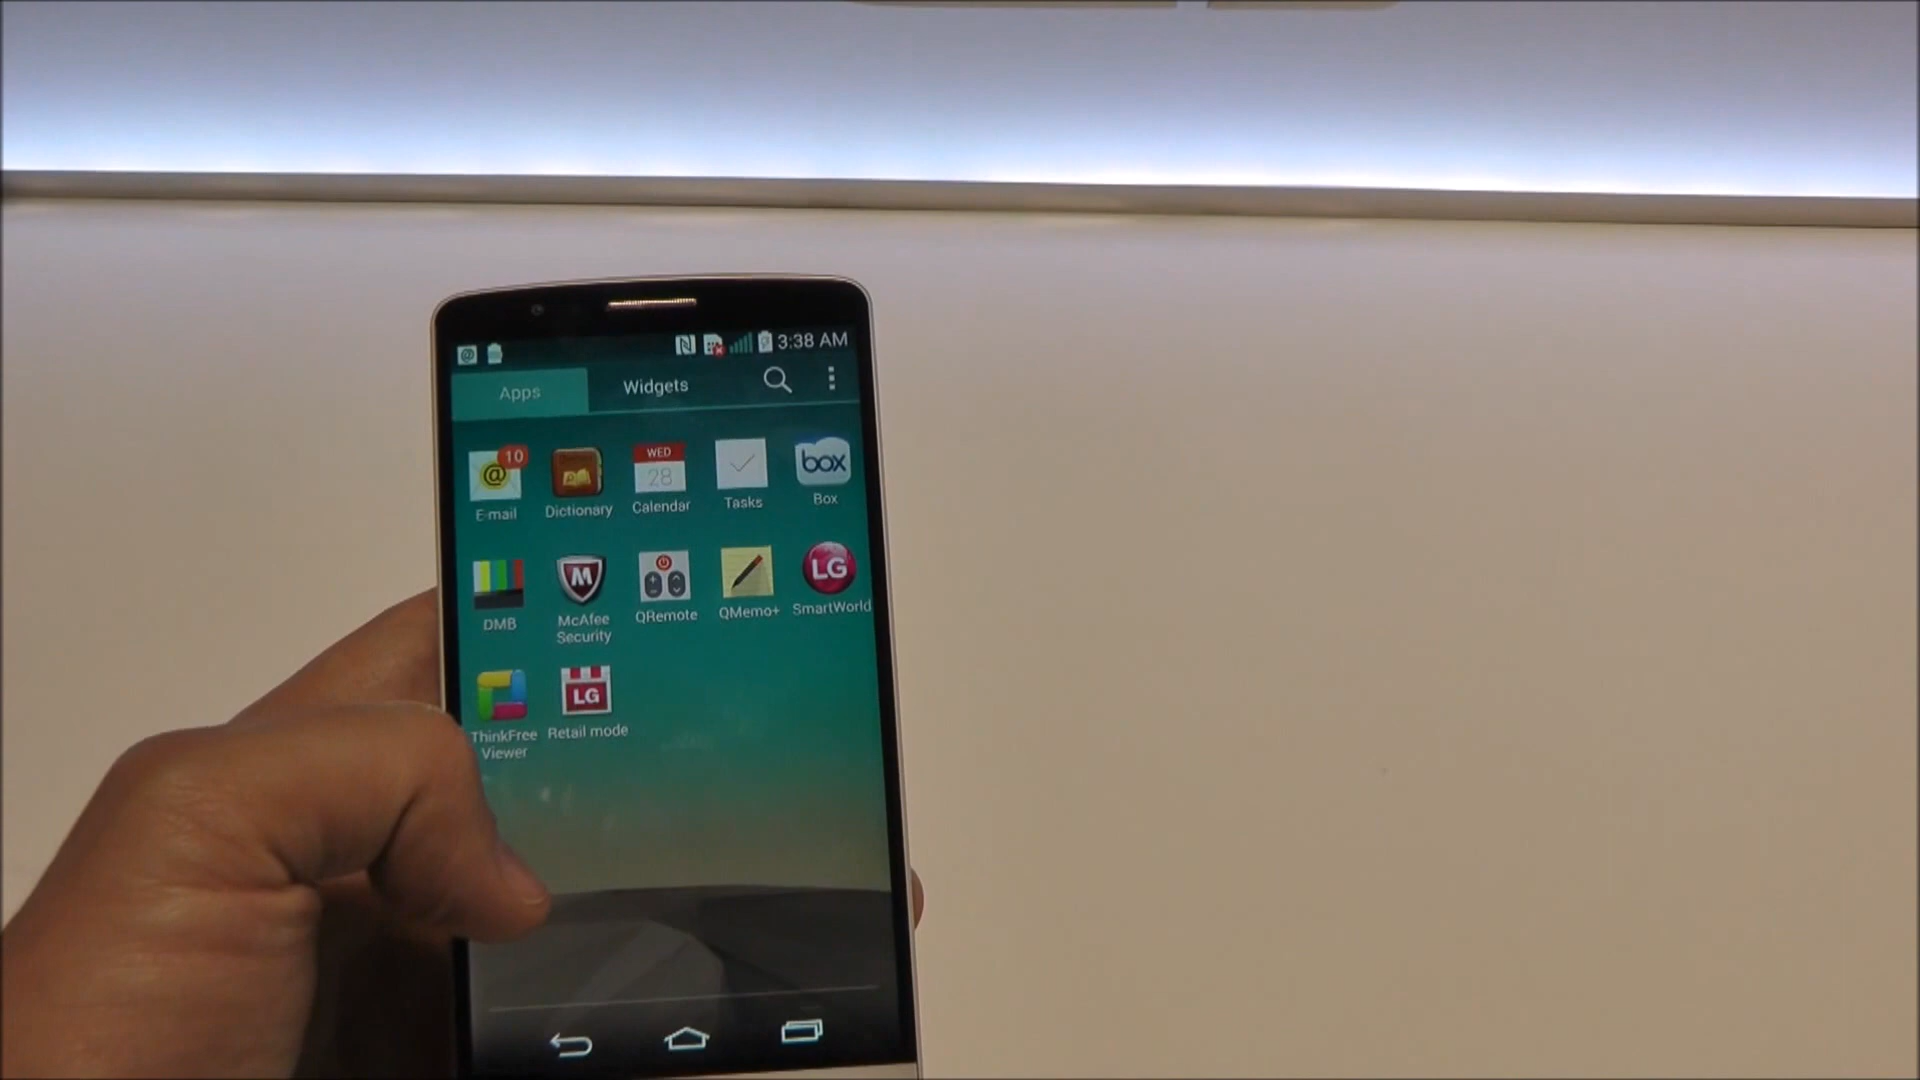 3:38 AM
Apps Widgets
10
@
WED
28
box
E-mail Dictionary Calendar Tasks Box
M
LG
DMB McAfee Security QRemote QMemo+ SmartWorld
LG
ThinkFree Viewer Retail mode